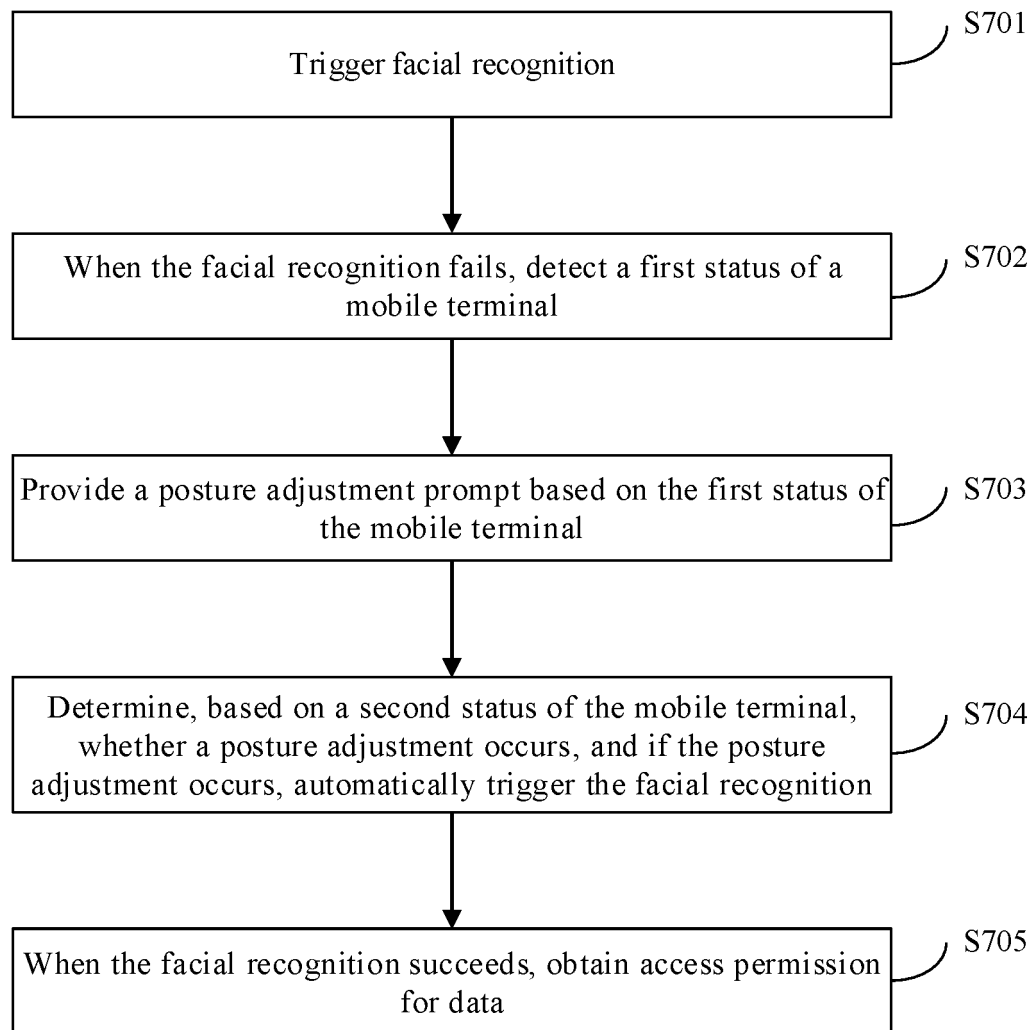 S701
Trigger facial recognition
S702
When the facial recognition fails, detect a first status of a
mobile terminal
S703
Provide a posture adjustment prompt based on the first status of
the mobile terminal
S704
Determine, based on a second status of the mobile terminal,
whether a posture adjustment occurs, and if the posture
adjustment occurs, automatically trigger the facial recognition
S705
When the facial recognition succeeds, obtain access permission
for data